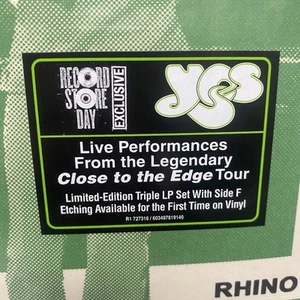 RECORD
STORE
DAY
EXCLUSIVE
yes
Live Performances
From the Legendary
Close to the Edge Tour
Limited-Edition Triple LP Set With Side F
Etching Available for the First Time on Vinyl
R1 727316 / 603497819140
RHINO